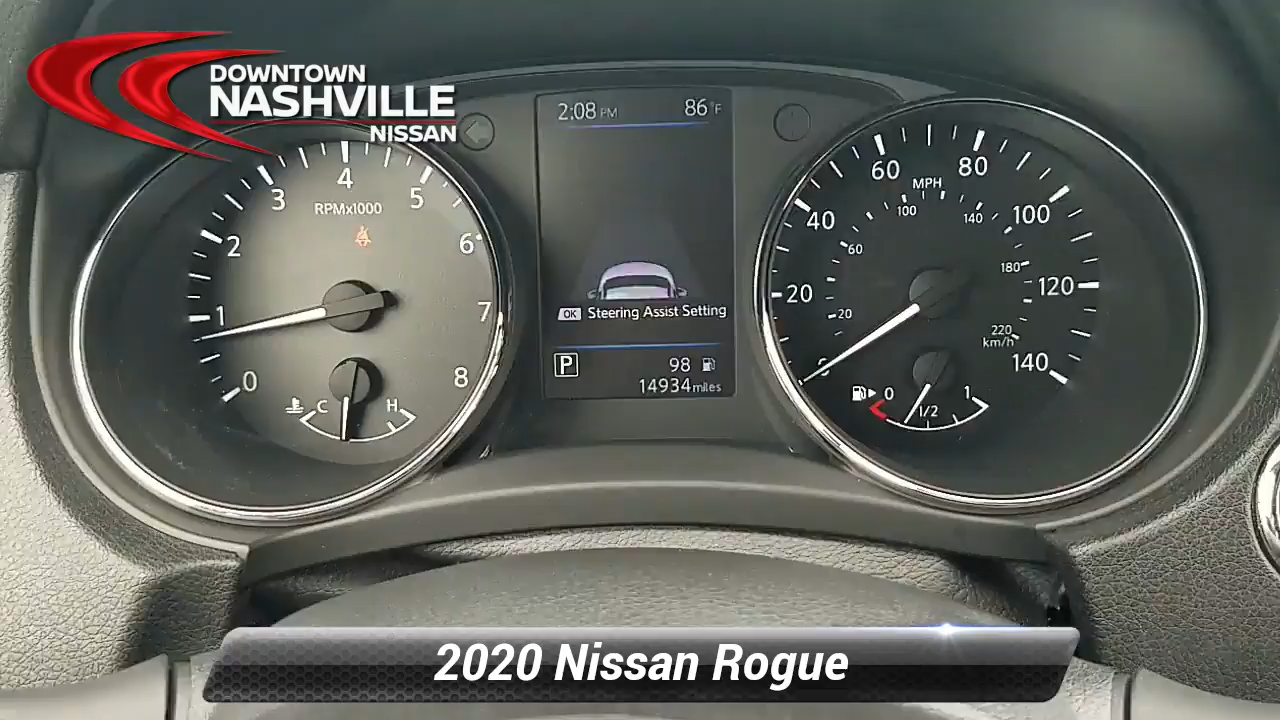 DOWNTOWN
NASHVILLE
NISSAN
2:08 PM 86°F
OK Steering Assist Setting
P 98
14934 miles
0 1 2 3 4 5 6 7 8
RPMx1000
C H
0 20 40 60 80 100 120 140
MPH
20 60 100 140 180 220
km/h
0 1/2 1
2020 Nissan Rogue